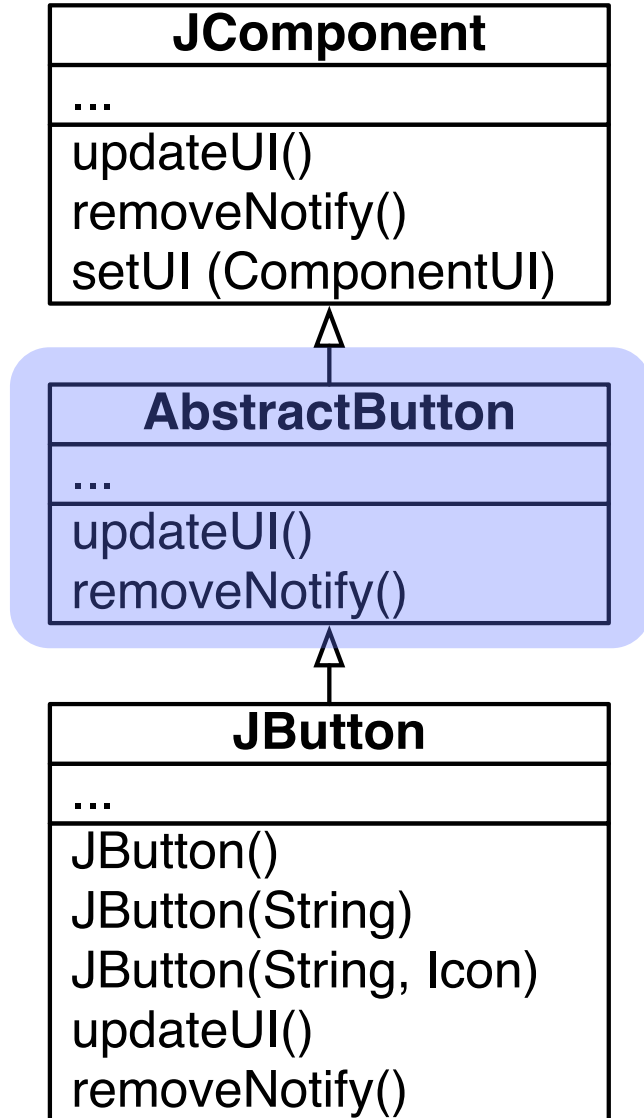 JComponent
...
updateUI()
removeNotify()
setUI (ComponentUI)
AbstractButton
...
updateUI()
removeNotify()
JButton
...
JButton()
JButton(String)
JButton(String, Icon)
updateUI()
removeNotify()